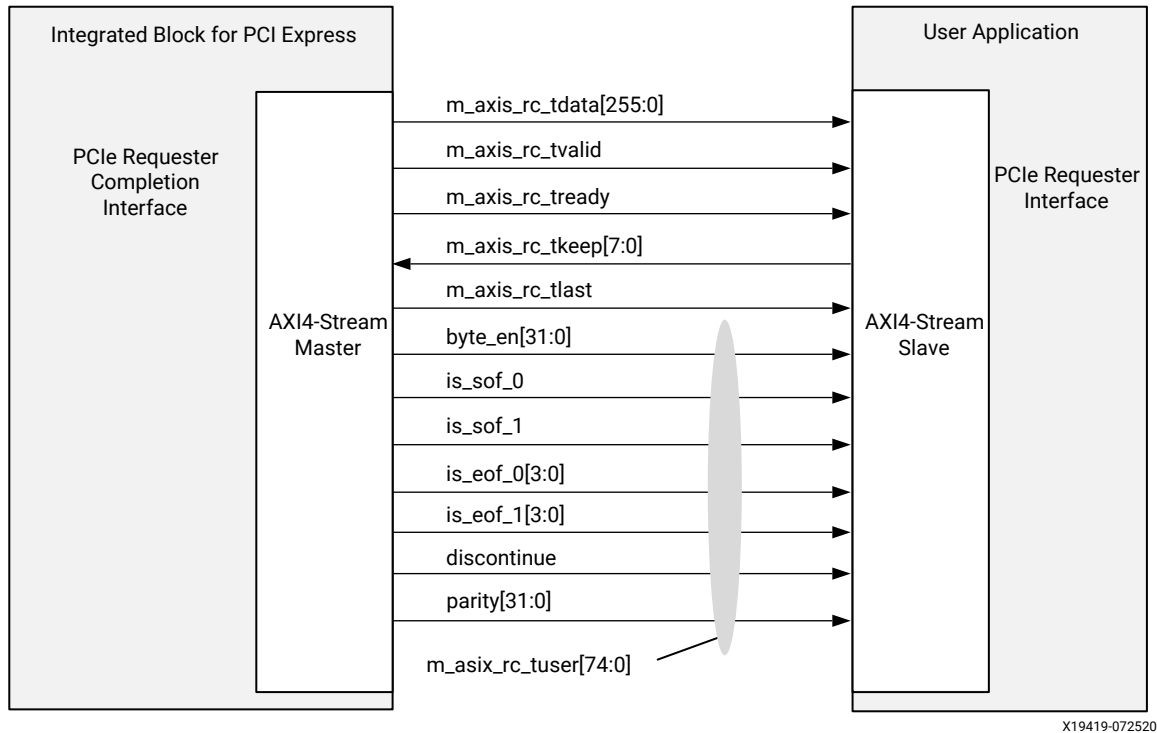 Integrated Block for PCI Express
User Application
m_axis_rc_tdata[255:0]
m_axis_rc_tvalid
PCIe Requester
Completion
Interface
PCIe Requester
Interface
m_axis_rc_tready
m_axis_rc_tkeep[7:0]
m_axis_rc_tlast
AXI4-Stream
Master
AXI4-Stream
Slave
byte_en[31:0]
is_sof_0
is_sof_1
is_eof_0[3:0]
is_eof_1[3:0]
discontinue
parity[31:0]
m_asix_rc_tuser[74:0]
X19419-072520